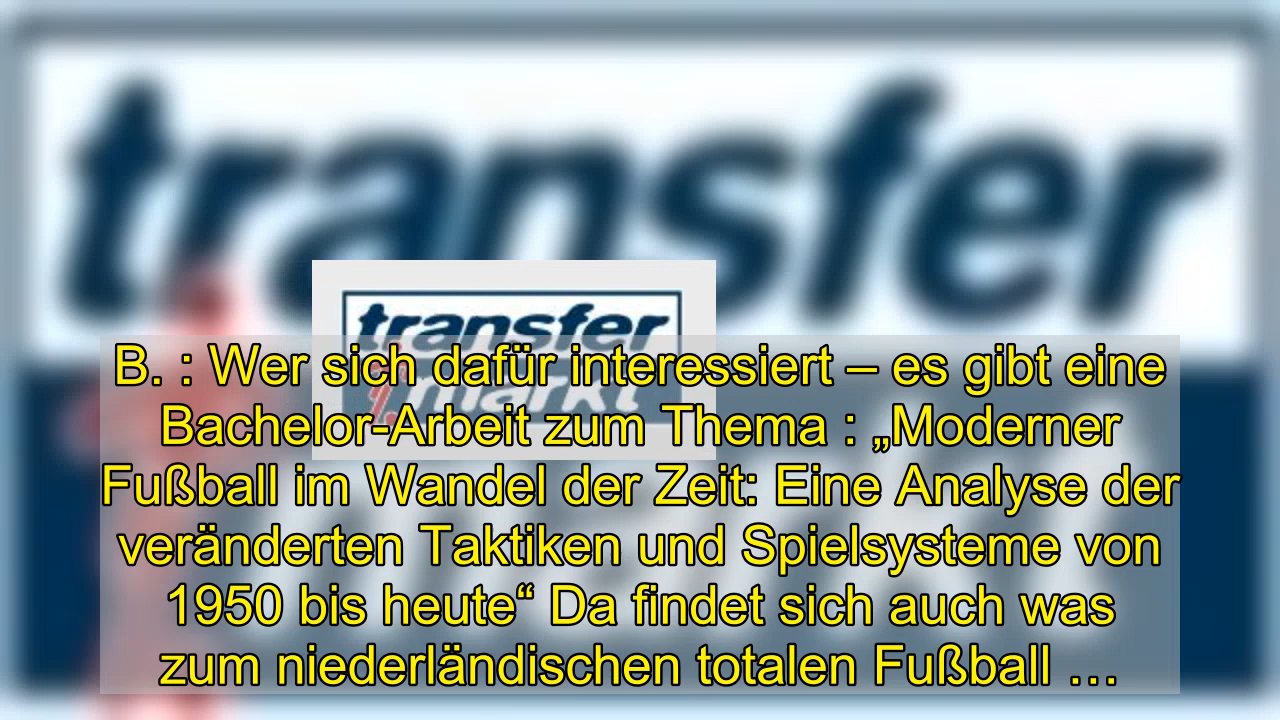 transfer
transfer
markt
B. : Wer sich dafür interessiert – es gibt eine
Bachelor-Arbeit zum Thema : „Moderner
Fußball im Wandel der Zeit: Eine Analyse der
veränderten Taktiken und Spielsysteme von
1950 bis heute“ Da findet sich auch was
zum niederländischen totalen Fußball …